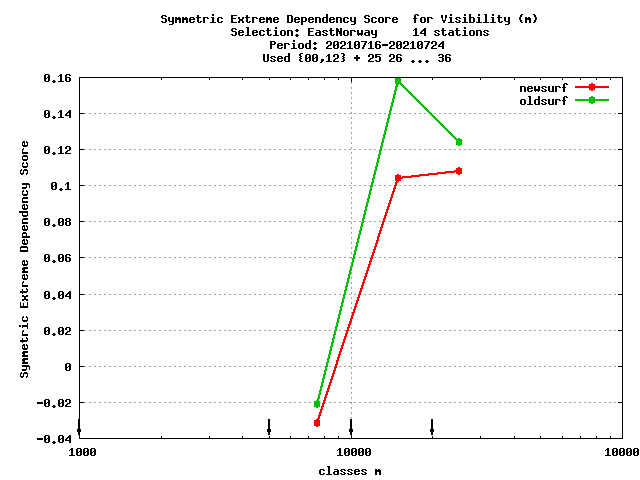 Symmetric Extreme Dependency Score  for Visibility (m)
Selection: EastNorway     14 stations
Period: 20210716-20210724
Used {00,12} + 25 26 ... 36
newsurf
oldsurf
Symmetric Extreme Dependency Score
0.16
0.14
0.12
0.1
0.08
0.06
0.04
0.02
0
-0.02
-0.04
1000 10000 10000
classes m